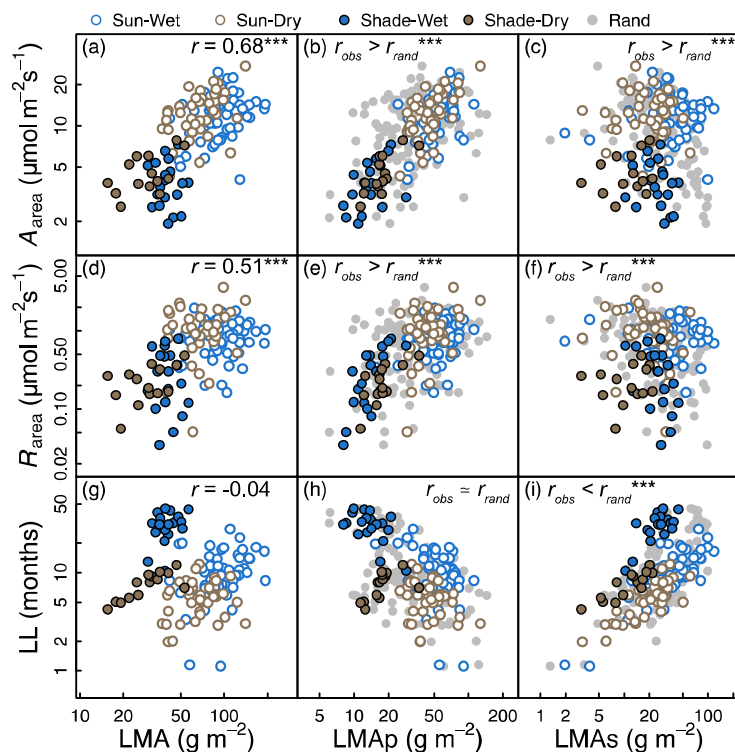 Sun-Wet Sun-Dry Shade-Wet Shade-Dry Rand
(a) r = 0.68***
(b) r_obs > r_rand ***
(c) r_obs > r_rand ***
20
10
5
2
A_area (μmol m⁻² s⁻¹)
(d) r = 0.51***
(e) r_obs > r_rand ***
(f) r_obs > r_rand ***
5.00
0.50
0.10
0.02
R_area (μmol m⁻² s⁻¹)
(g) r = -0.04
(h) r_obs ≃ r_rand
(i) r_obs < r_rand ***
50
20
10
5
2
1
LL (months)
10 20 50 100
5 10 20 50 200
1 2 5 10 20 100
LMA (g m⁻²)
LMAp (g m⁻²)
LMAs (g m⁻²)